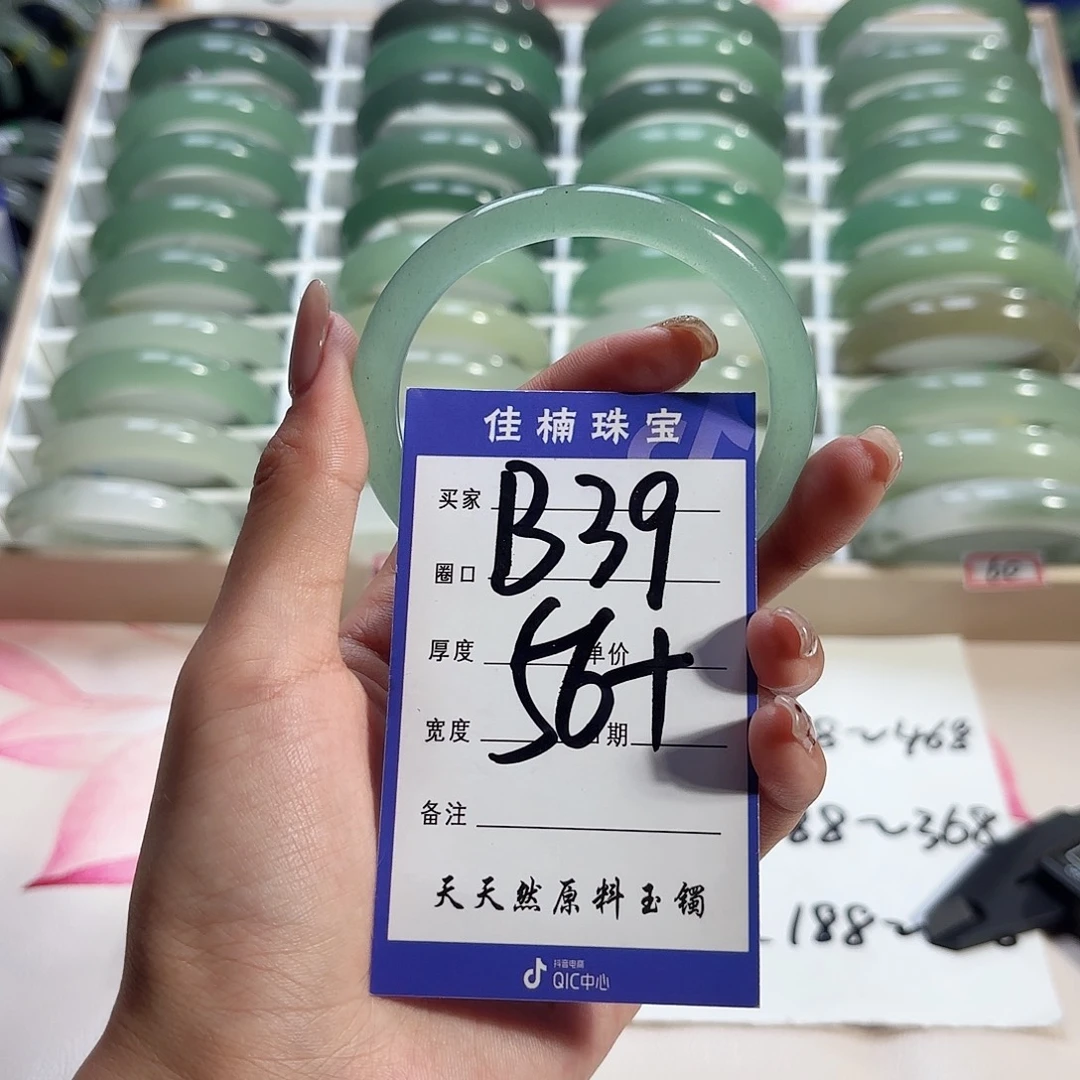 佳楠珠宝
买家 B39
圈口
厚度 单价
56+
宽度 日期
备注
天天然原料玉镯
抖音电商
QIC中心
60
8~468
88~368
188~